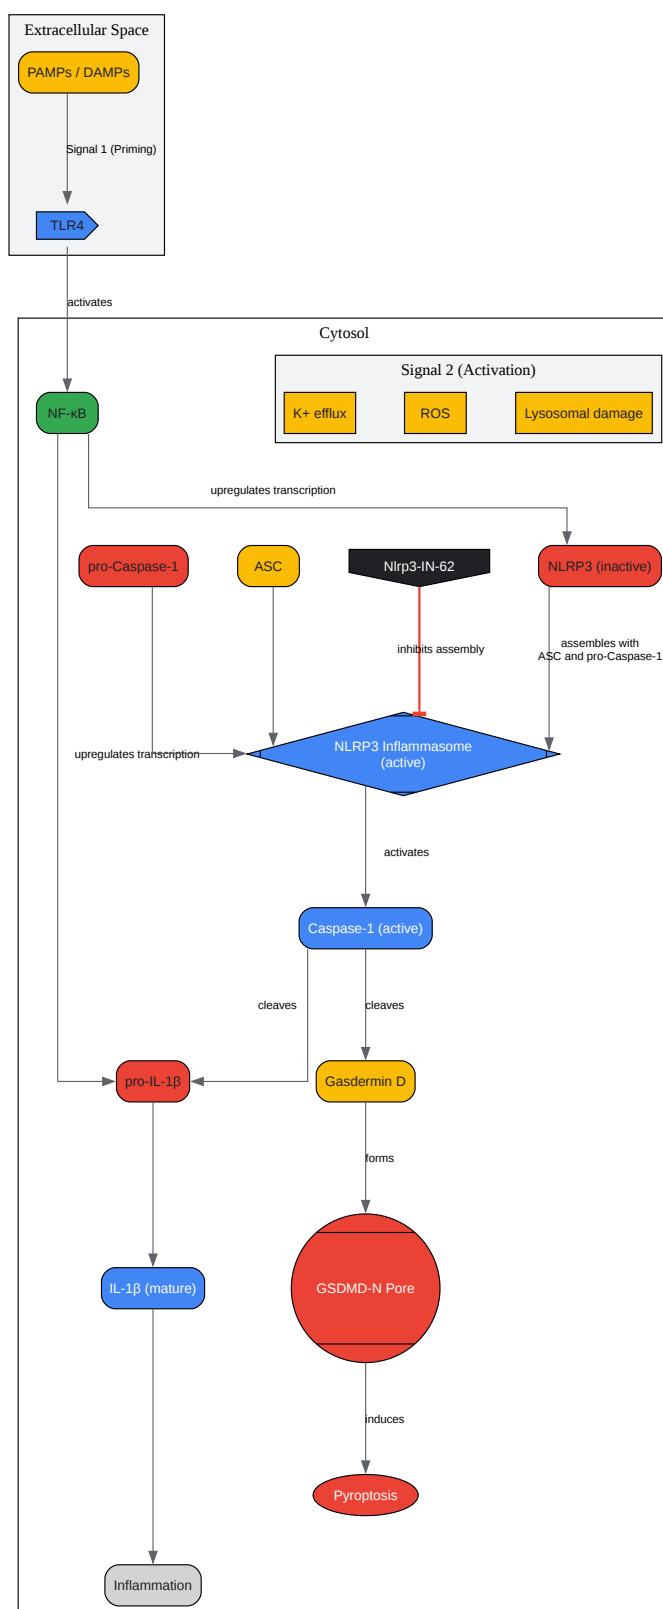 Extracellular Space
PAMPs / DAMPs
Signal 1 (Priming)
TLR4
activates
Cytosol
Signal 2 (Activation)
NF-κB
K+ efflux
ROS
Lysosomal damage
upregulates transcription
pro-Caspase-1
ASC
Nlrp3-IN-62
NLRP3 (inactive)
inhibits assembly
assembles with
ASC and pro-Caspase-1
upregulates transcription
NLRP3 Inflammasome
(active)
activates
Caspase-1 (active)
cleaves
cleaves
pro-IL-1β
Gasdermin D
forms
IL-1β (mature)
GSDMD-N Pore
induces
Pyroptosis
Inflammation